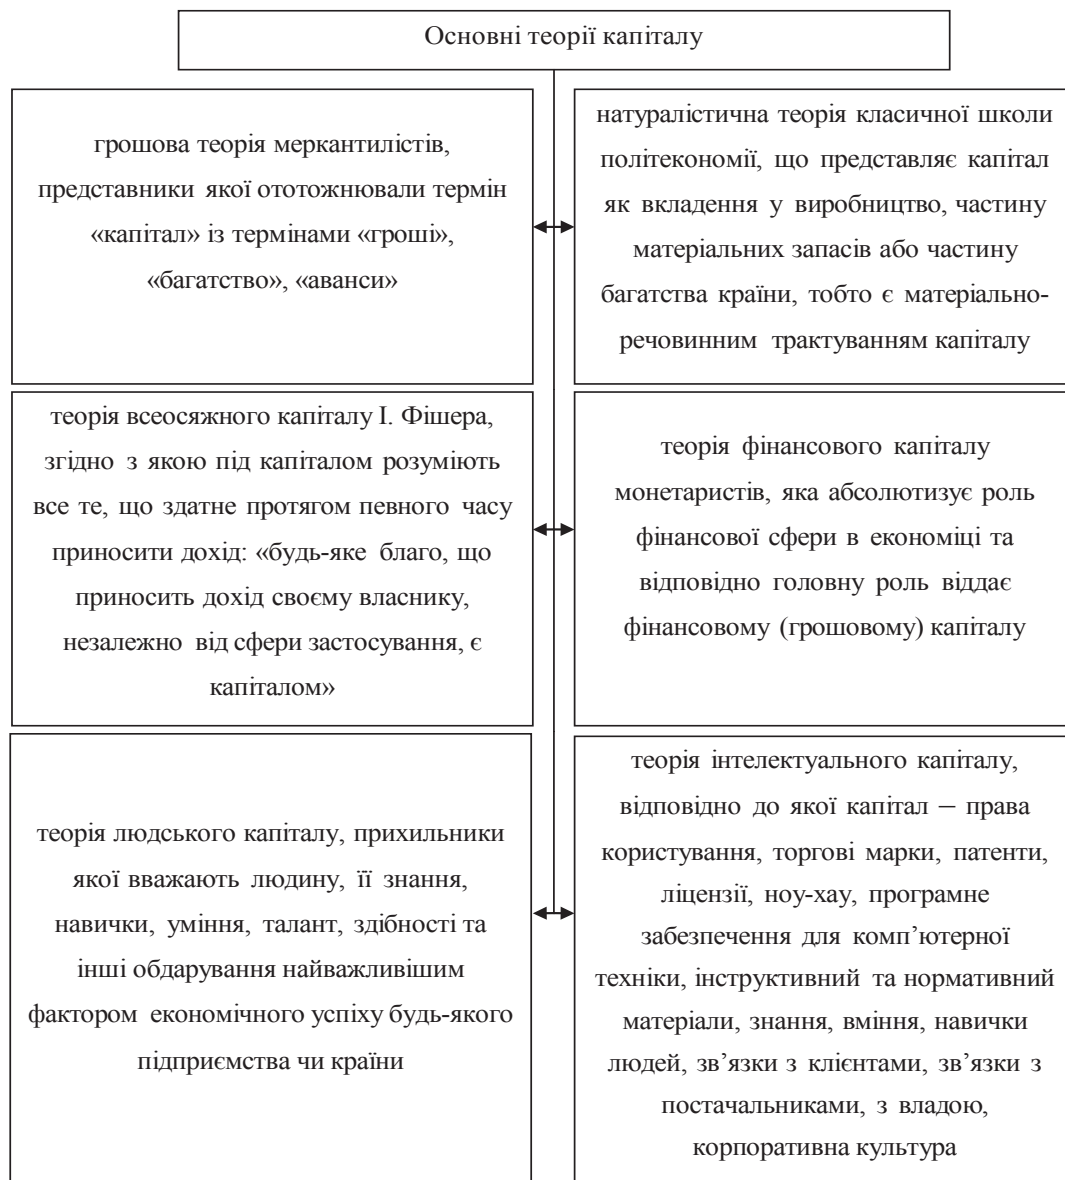 Основні теорії капіталу
грошова теорія меркантилістів,
представники якої ототожнювали термін
«капітал» із термінами «гроші»,
«багатство», «аванси»
натуралістична теорія класичної школи
політекономії, що представляє капітал
як вкладення у виробництво, частину
матеріальних запасів або частину
багатства країни, тобто є матеріально-
речовинним трактуванням капіталу
теорія всеосяжного капіталу І. Фішера,
згідно з якою під капіталом розуміють
все те, що здатне протягом певного часу
приносити дохід: «будь-яке благо, що
приносить дохід своєму власнику,
незалежно від сфери застосування, є
капіталом»
теорія фінансового капіталу
монетаристів, яка абсолютизує роль
фінансової сфери в економіці та
відповідно головну роль віддає
фінансовому (грошовому) капіталу
теорія людського капіталу, прихильники
якої вважають людину, її знання,
навички, уміння, талант, здібності та
інші обдарування найважливішим
фактором економічного успіху будь-якого
підприємства чи країни
теорія інтелектуального капіталу,
відповідно до якої капітал – права
користування, торгові марки, патенти,
ліцензії, ноу-хау, програмне
забезпечення для комп’ютерної
техніки, інструктивний та нормативний
матеріали, знання, вміння, навички
людей, зв’язки з клієнтами, зв’язки з
постачальниками, з владою,
корпоративна культура